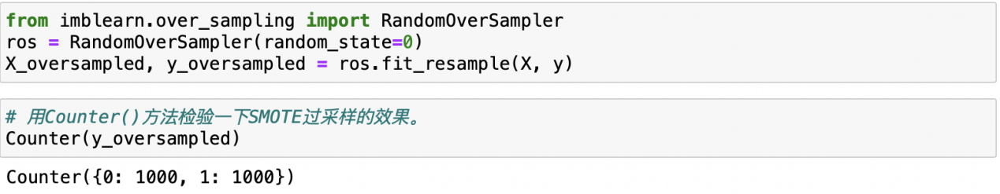 from imblearn.over_sampling import RandomOverSampler
ros = RandomOverSampler(random_state=0)
X_oversampled, y_oversampled = ros.fit_resample(X, y)
# 用Counter()方法检验一下SMOTE过采样的效果。
Counter(y_oversampled)
Counter({0: 1000, 1: 1000})